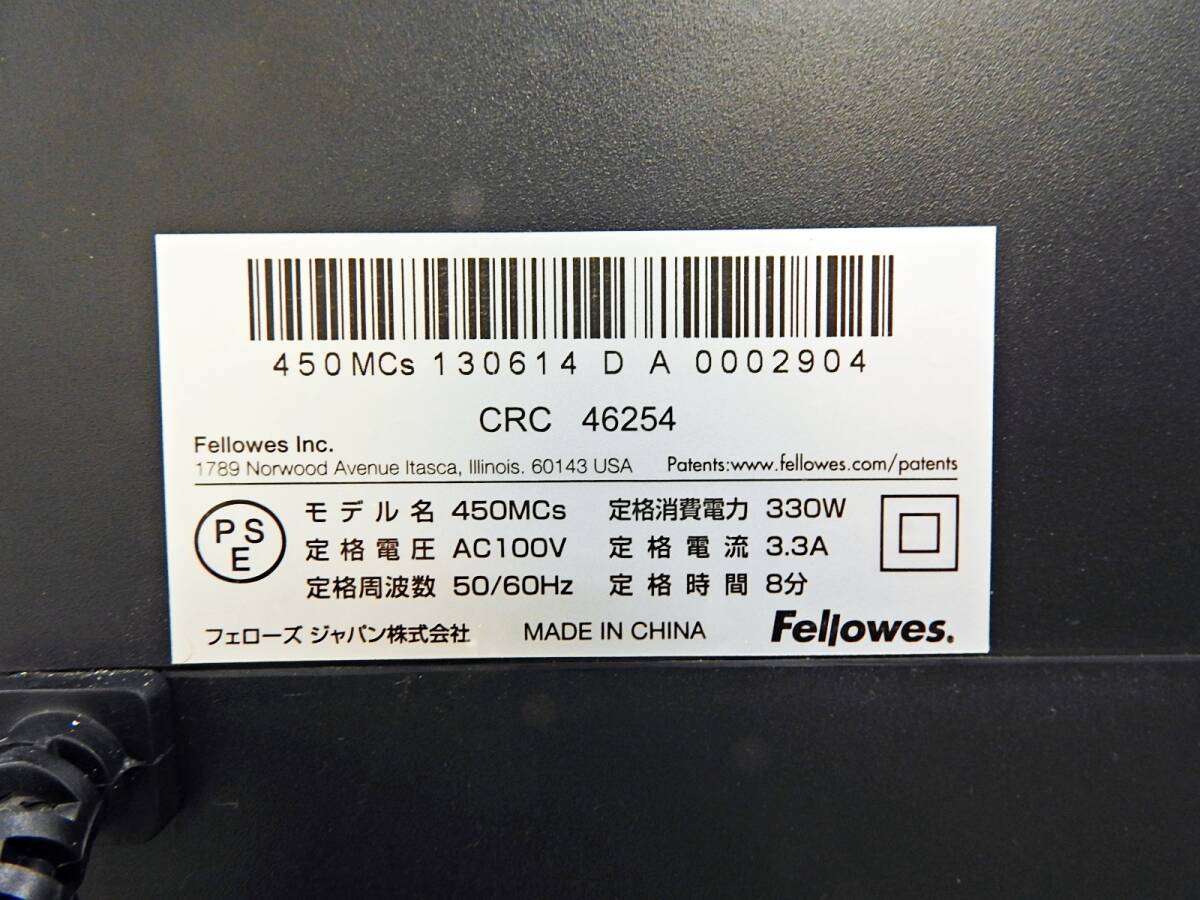 450MCs 130614 D A 0002904
CRC 46254
Fellowes Inc.
1789 Norwood Avenue Itasca, Illinois. 60143 USA Patents:www.fellowes.com/patents
PSE
モデル名 450MCs 定格消費電力 330W
定格電圧 AC100V 定格電流 3.3A
定格周波数 50/60Hz 定格時間 8分
フェローズ ジャパン株式会社 MADE IN CHINA Fellowes.